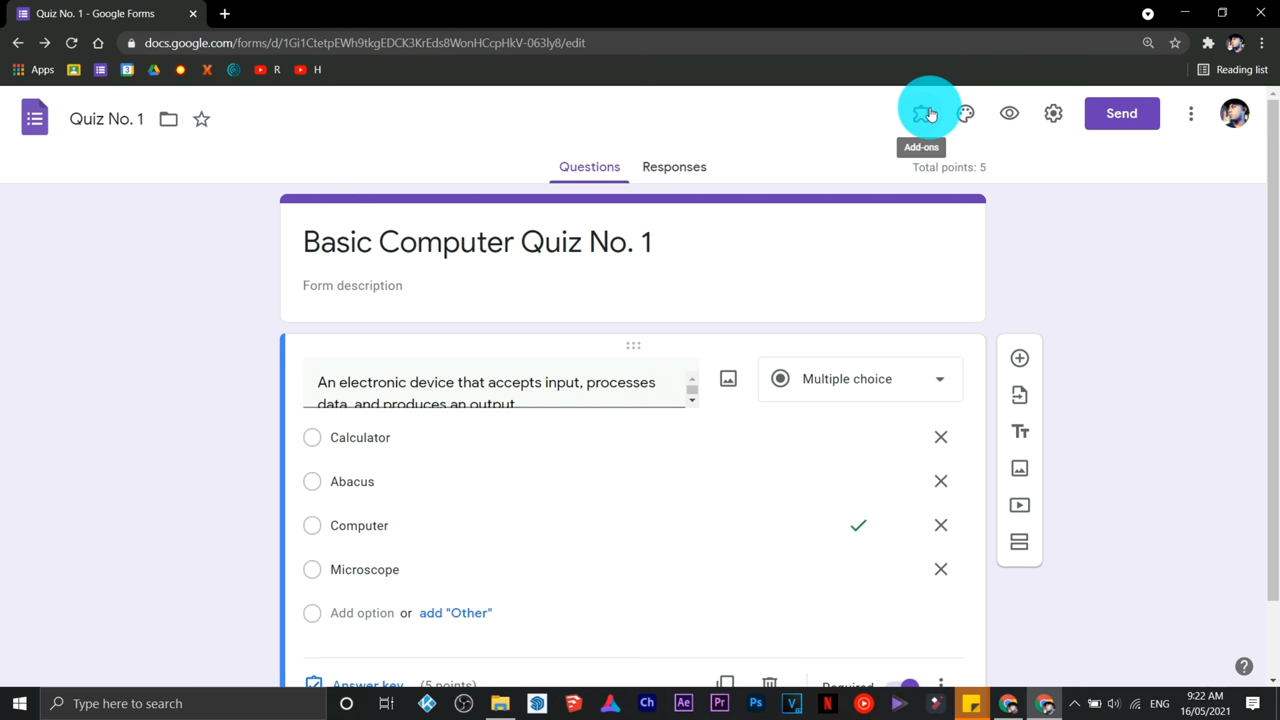 Quiz No. 1 - Google Forms
docs.google.com/forms/d/1Gi1CtetpEWh9tkgEDCK3KrEds8WonHCcpHkV-063ly8/edit
Apps
R
H
Reading list
Quiz No. 1
Send
Add-ons
Questions
Responses
Total points: 5
Basic Computer Quiz No. 1
Form description
An electronic device that accepts input, processes
data, and produces an output.
Multiple choice
Calculator
Abacus
Computer
Microscope
Add option or add "Other"
Answer key (5 points)
Required
Type here to search
ENG
9:22 AM
16/05/2021